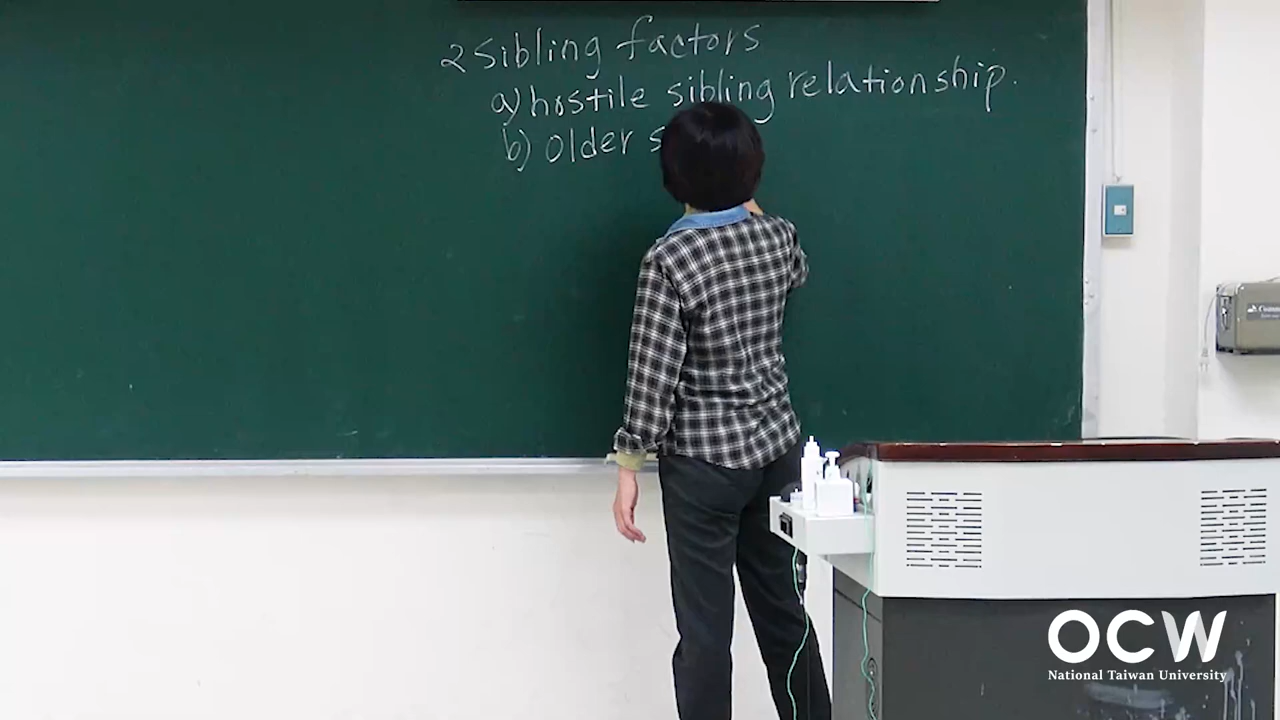 2 Sibling factors
a) hostile sibling relationship.
b) Older s
OCW
National Taiwan University